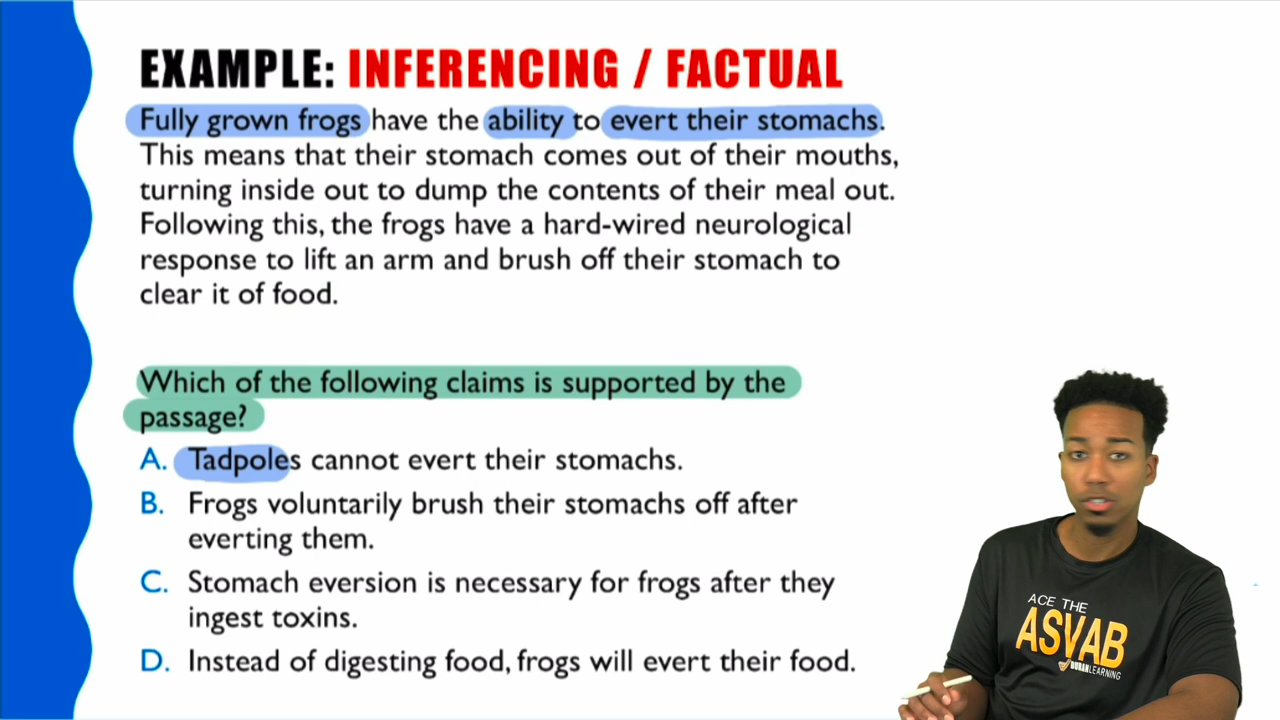 EXAMPLE: INFERENCING / FACTUAL
Fully grown frogs have the ability to evert their stomachs.
This means that their stomach comes out of their mouths,
turning inside out to dump the contents of their meal out.
Following this, the frogs have a hard-wired neurological
response to lift an arm and brush off their stomach to
clear it of food.
Which of the following claims is supported by the
passage?
A. Tadpoles cannot evert their stomachs.
B. Frogs voluntarily brush their stomachs off after
everting them.
C. Stomach eversion is necessary for frogs after they
ingest toxins.
D. Instead of digesting food, frogs will evert their food.
ACE THE
ASVAB
DURAN LEARNING